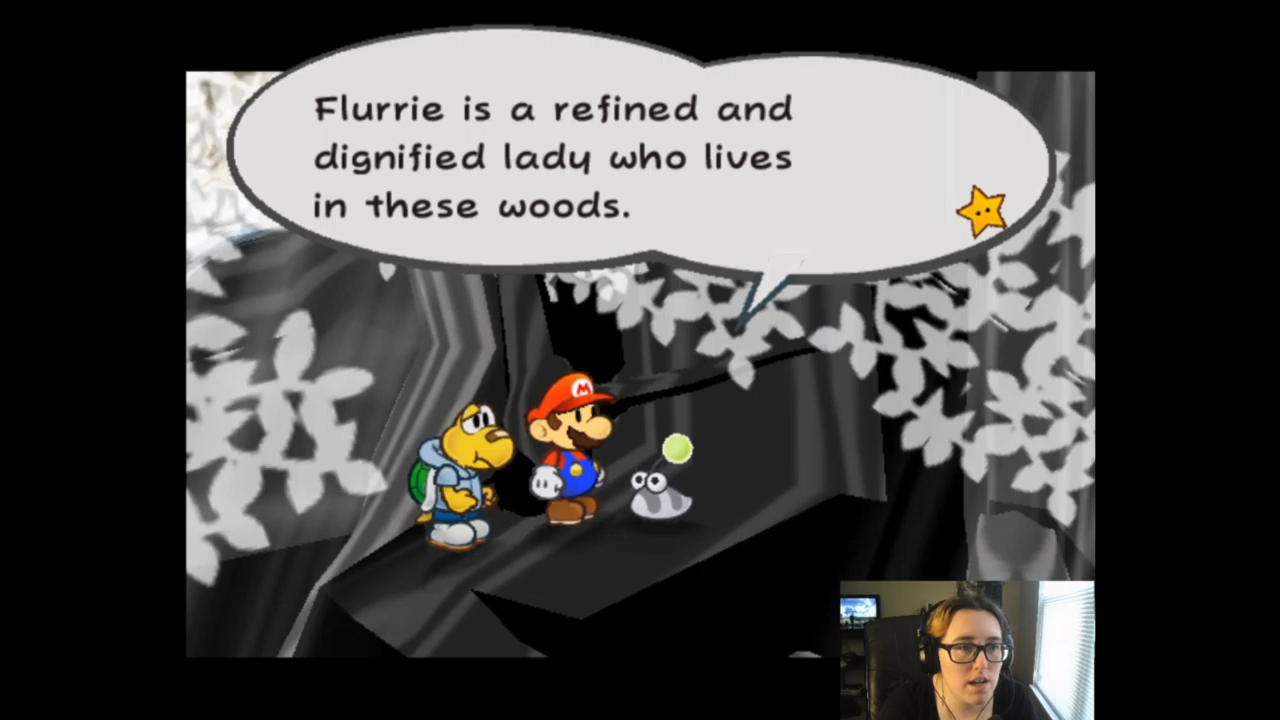 Flurrie is a refined and
dignified lady who lives
in these woods.
M